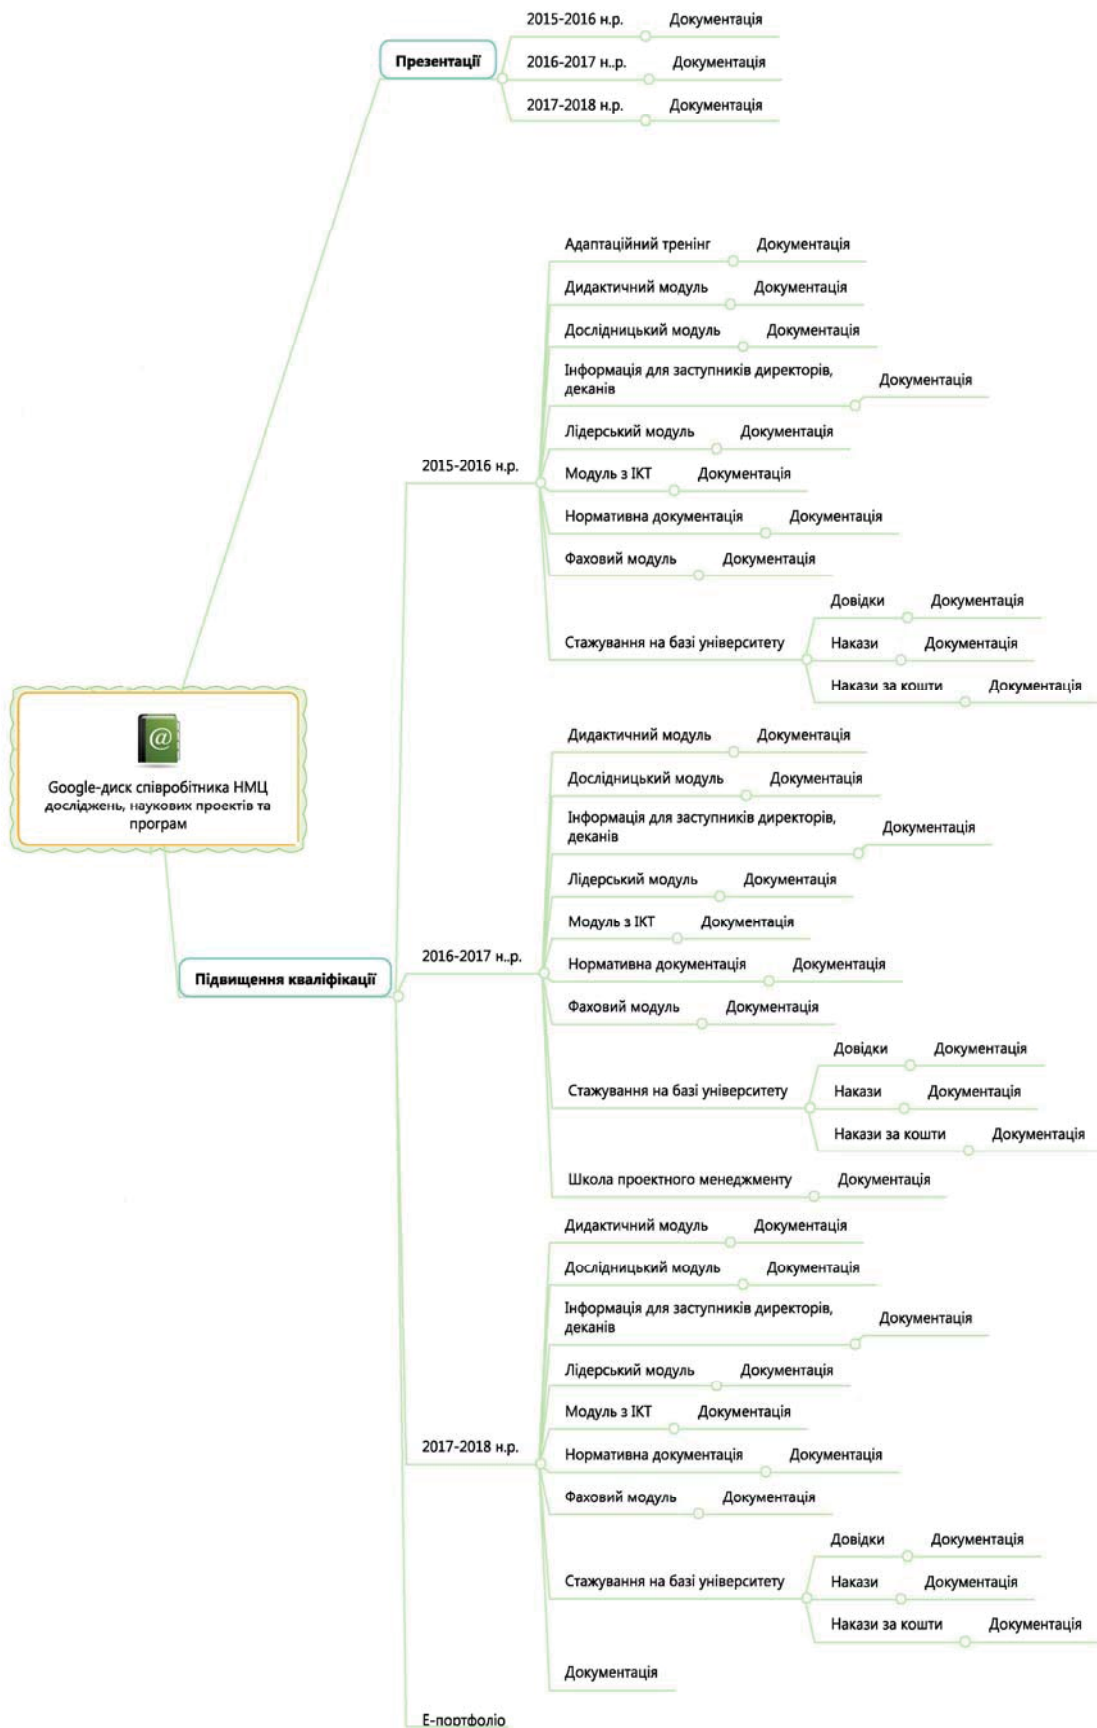 2015-2016 н.р. Документація
Презентації 2016-2017 н..р. Документація
2017-2018 н.р. Документація
Адаптаційний тренінг Документація
Дидактичний модуль Документація
Дослідницький модуль Документація
Інформація для заступників директорів,
деканів
Документація
Лідерський модуль Документація
2015-2016 н.р.
Модуль з ІКТ Документація
Нормативна документація Документація
Фаховий модуль Документація
Довідки Документація
Стажування на базі університету Накази Документація
Накази за кошти Документація
@
Google-диск співробітника НМЦ
досліджень, наукових проектів та
програм
Дидактичний модуль Документація
Дослідницький модуль Документація
Інформація для заступників директорів,
деканів
Документація
Лідерський модуль Документація
Модуль з ІКТ Документація
2016-2017 н..р.
Підвищення кваліфікації
Нормативна документація Документація
Фаховий модуль Документація
Довідки Документація
Стажування на базі університету Накази Документація
Накази за кошти Документація
Школа проектного менеджменту Документація
Дидактичний модуль Документація
Дослідницький модуль Документація
Інформація для заступників директорів,
деканів
Документація
Лідерський модуль Документація
Модуль з ІКТ Документація
2017-2018 н.р.
Нормативна документація Документація
Фаховий модуль Документація
Довідки Документація
Стажування на базі університету Накази Документація
Накази за кошти Документація
Документація
Е-портфоліо